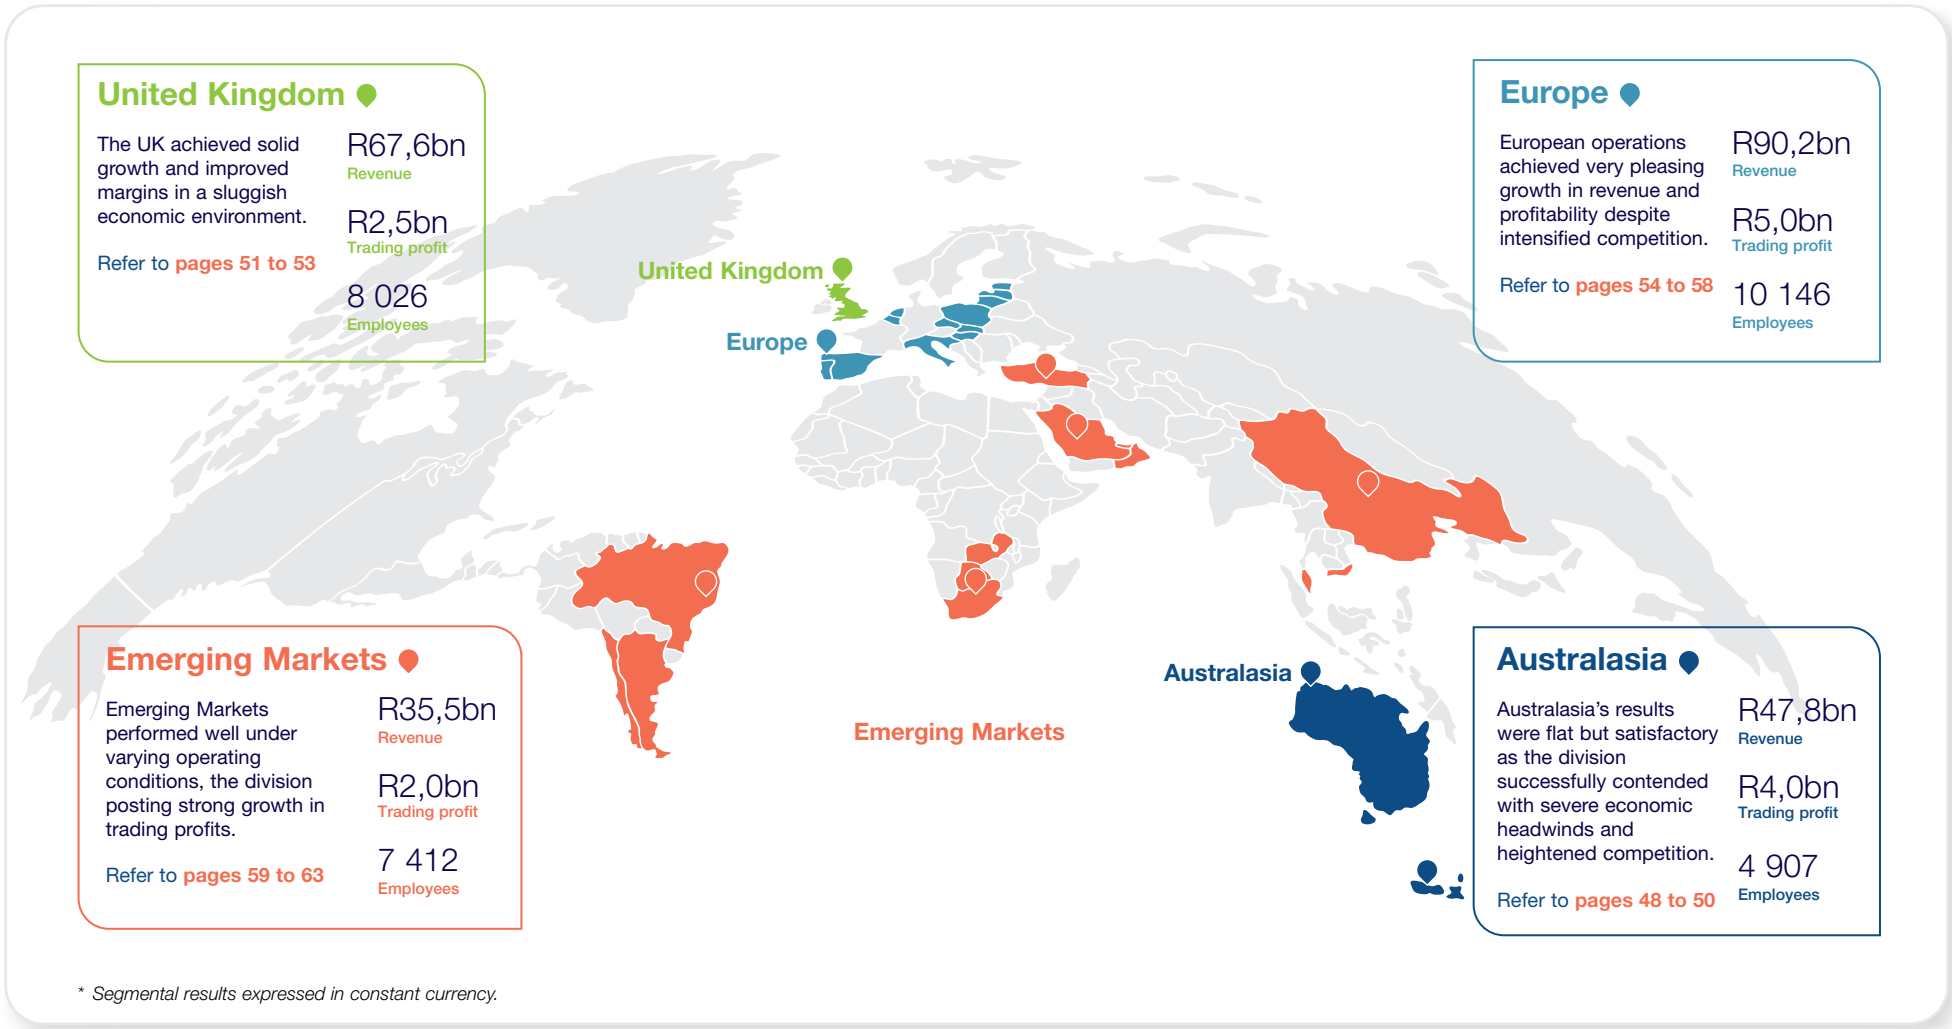 United Kingdom
The UK achieved solid
growth and improved
margins in a sluggish
economic environment.
Refer to pages 51 to 53
R67,6bn
Revenue
R2,5bn
Trading profit
8 026
Employees
Europe
European operations
achieved very pleasing
growth in revenue and
profitability despite
intensified competition.
Refer to pages 54 to 58
R90,2bn
Revenue
R5,0bn
Trading profit
10 146
Employees
United Kingdom
Europe
Emerging Markets
Emerging Markets
performed well under
varying operating
conditions, the division
posting strong growth in
trading profits.
Refer to pages 59 to 63
R35,5bn
Revenue
R2,0bn
Trading profit
7 412
Employees
Emerging Markets
Australasia
Australasia
Australasia’s results
were flat but satisfactory
as the division
successfully contended
with severe economic
headwinds and
heightened competition.
Refer to pages 48 to 50
R47,8bn
Revenue
R4,0bn
Trading profit
4 907
Employees
* Segmental results expressed in constant currency.